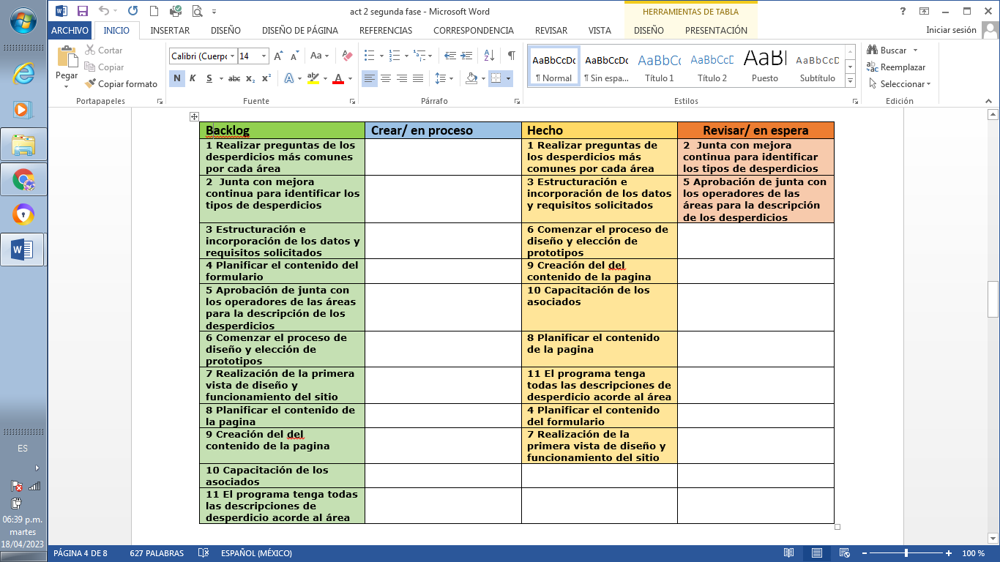 act 2 segunda fase - Microsoft Word
HERRAMIENTAS DE TABLA
ARCHIVO INICIO INSERTAR DISEÑO DISEÑO DE PÁGINA REFERENCIAS CORRESPONDENCIA REVISAR VISTA DISEÑO PRESENTACIÓN
Iniciar sesión
Pegar
Cortar
Copiar
Copiar formato
Portapapeles
Calibri (Cuerpo 14
N K S abc x₂ x²
Fuente
Párrafo
AaBbCcDc AaBbCcDc AaBbC( AaBbCcD AaBl AaBbCcD
¶ Normal ¶ Sin espa... Título 1 Título 2 Puesto Subtítulo
Estilos
Buscar
Reemplazar
Seleccionar
Edición
Backlog
Crear/ en proceso
Hecho
Revisar/ en espera
1 Realizar preguntas de los
desperdicios más comunes
por cada área
1 Realizar preguntas de
los desperdicios más
comunes por cada área
2 Junta con mejora
continua para identificar
los tipos de desperdicios
2 Junta con mejora
continua para identificar los
tipos de desperdicios
3 Estructuración e
incorporación de los datos
y requisitos solicitados
5 Aprobación de junta con
los operadores de las
áreas para la descripción
de los desperdicios
3 Estructuración e
incorporación de los datos y
requisitos solicitados
6 Comenzar el proceso de
diseño y elección de
prototipos
4 Planificar el contenido del
formulario
9 Creación del del
contenido de la pagina
5 Aprobación de junta con
los operadores de las áreas
para la descripción de los
desperdicios
10 Capacitación de los
asociados
6 Comenzar el proceso de
diseño y elección de
prototipos
8 Planificar el contenido
de la pagina
7 Realización de la primera
vista de diseño y
funcionamiento del sitio
11 El programa tenga
todas las descripciones de
desperdicio acorde al área
8 Planificar el contenido de
la pagina
4 Planificar el contenido
del formulario
9 Creación del del
contenido de la pagina
7 Realización de la
primera vista de diseño y
funcionamiento del sitio
10 Capacitación de los
asociados
11 El programa tenga todas
las descripciones de
desperdicio acorde al área
ES
06:39 p.m.
martes
18/04/2023
PÁGINA 4 DE 8 627 PALABRAS ESPAÑOL (MÉXICO)
100 %